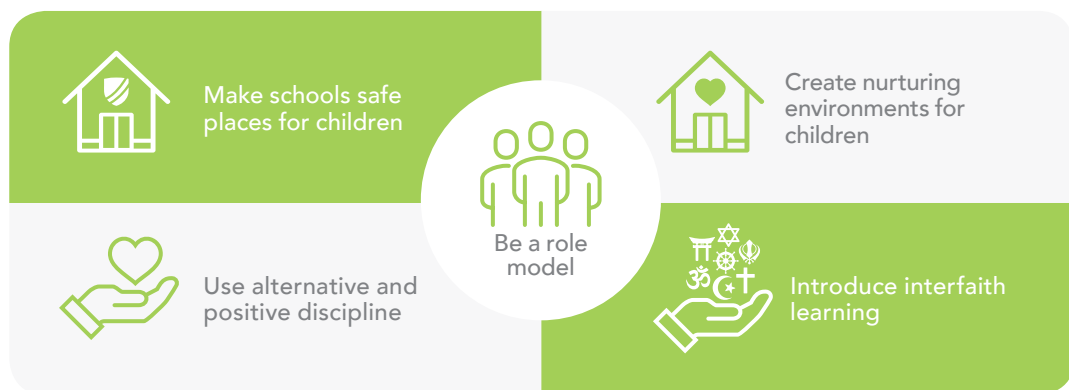 Make schools safe
places for children
Create nurturing
environments for
children
Be a role
model
Use alternative and
positive discipline
Introduce interfaith
learning